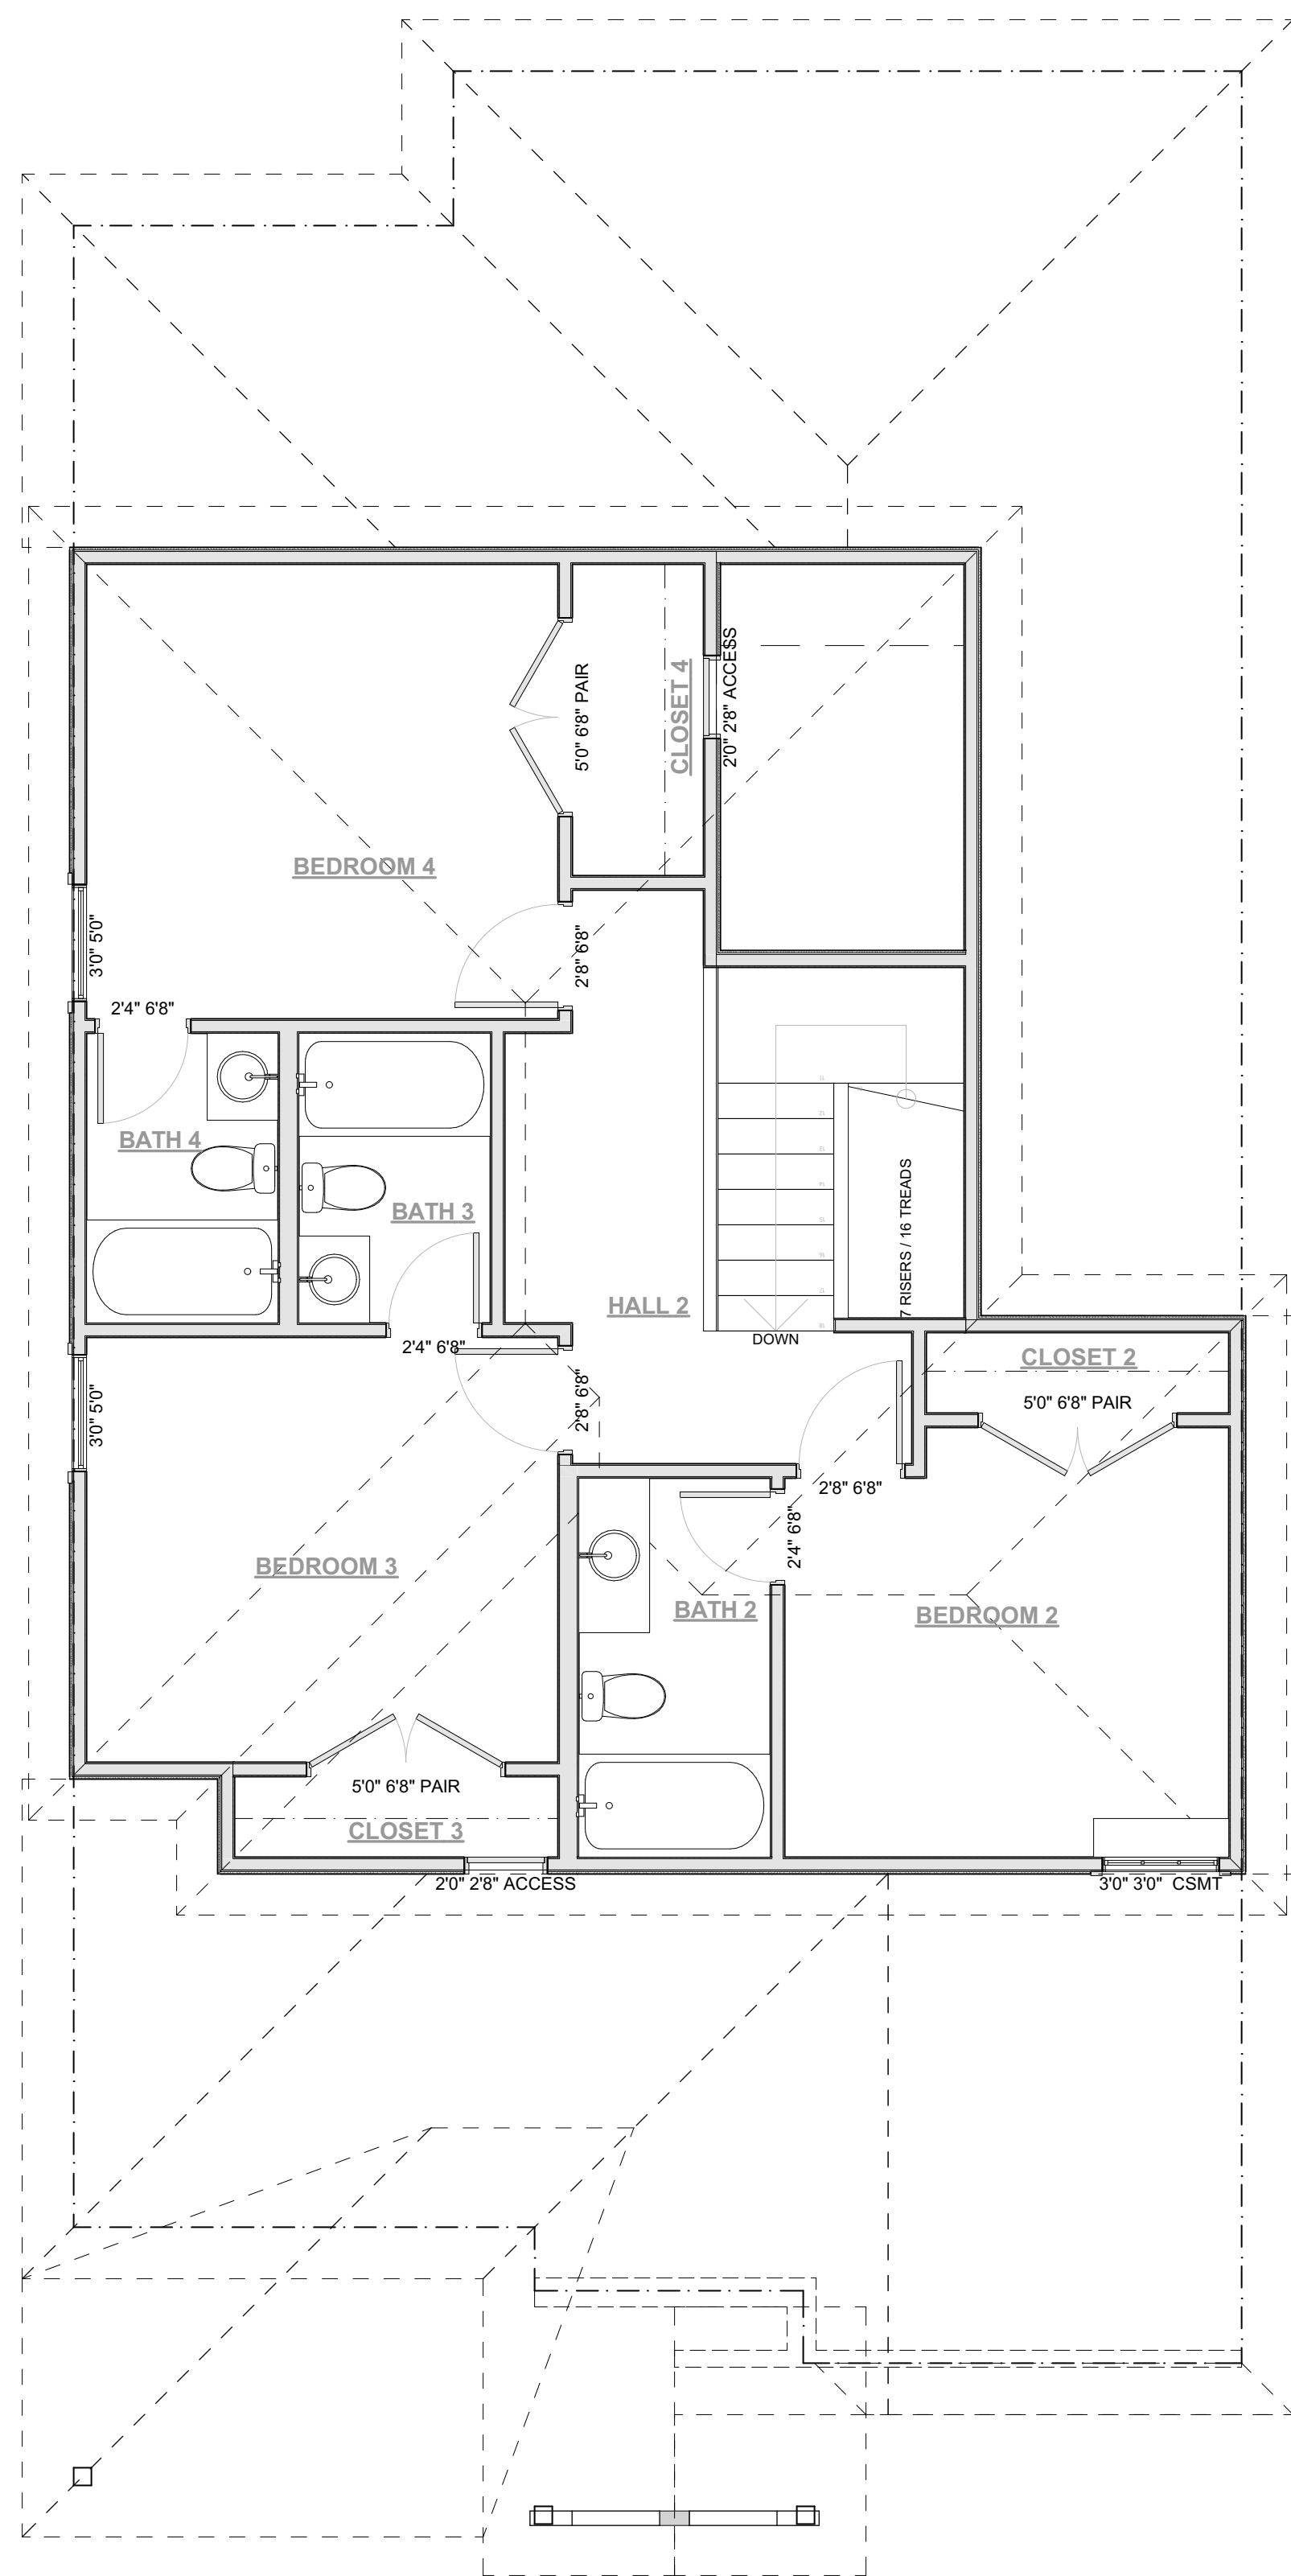 CLOSET 4
5'0" 6'8" PAIR
2'0" 2'8" ACCESS
BEDROOM 4
3'0" 5'0"
2'8" 6'8"
2'4" 6'8"
BATH 4
BATH 3
7 RISERS / 16 TREADS
HALL 2
DOWN
2'4" 6'8"
CLOSET 2
5'0" 6'8" PAIR
3'0" 5'0"
2'8" 6'8"
2'8" 6'8"
2'4" 6'8"
BEDROOM 3
BATH 2
BEDROOM 2
5'0" 6'8" PAIR
CLOSET 3
2'0" 2'8" ACCESS
3'0" 3'0" CSMT